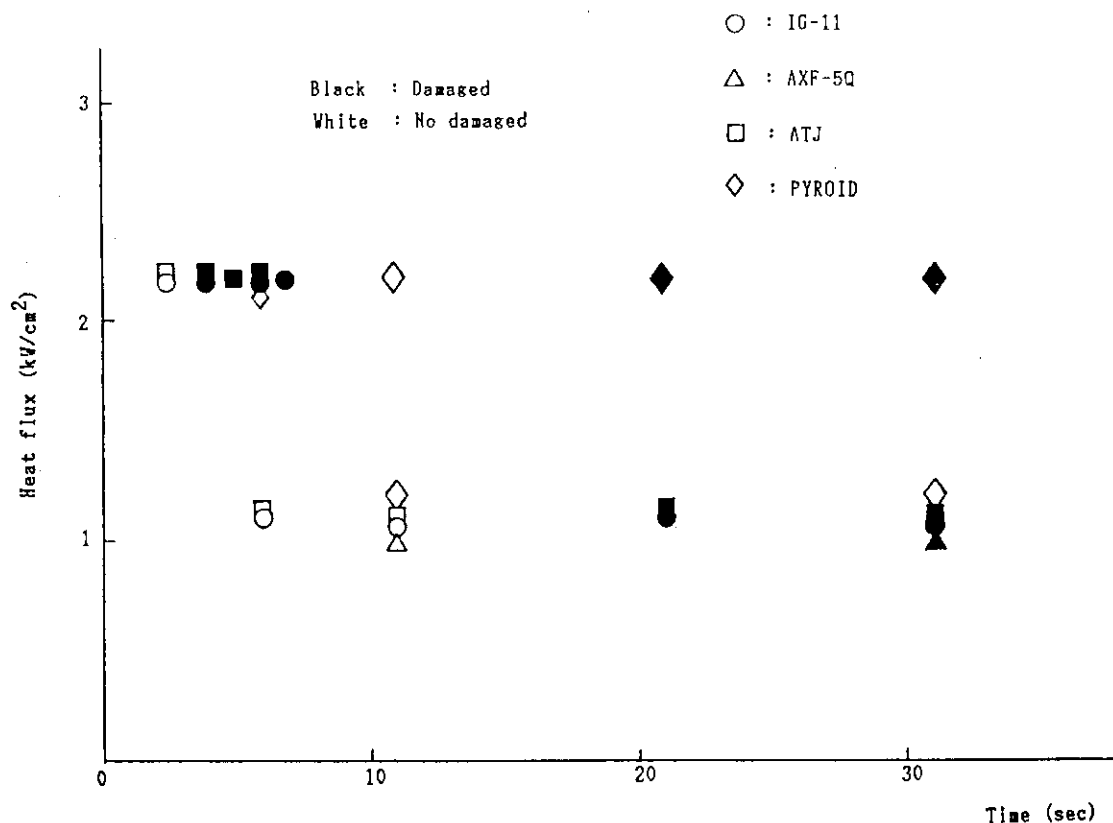 ○ : IG-11
△ : AXF-5Q
□ : ATJ
◇ : PYROID
Black : Damaged
White : No damaged
3
2
1
0
10
20
30
Heat flux (kW/cm²)
Time (sec)